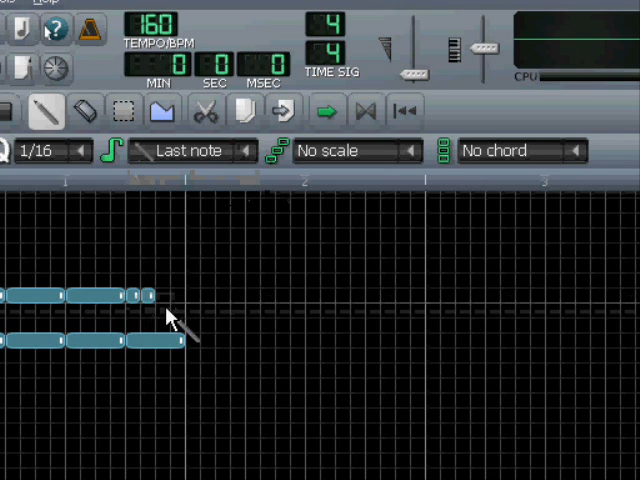 Help
160
TEMPO/BPM
0 0 0
MIN SEC MSEC
4
4
TIME SIG
CPU
Q 1/16 Last note No scale No chord
1 2 3